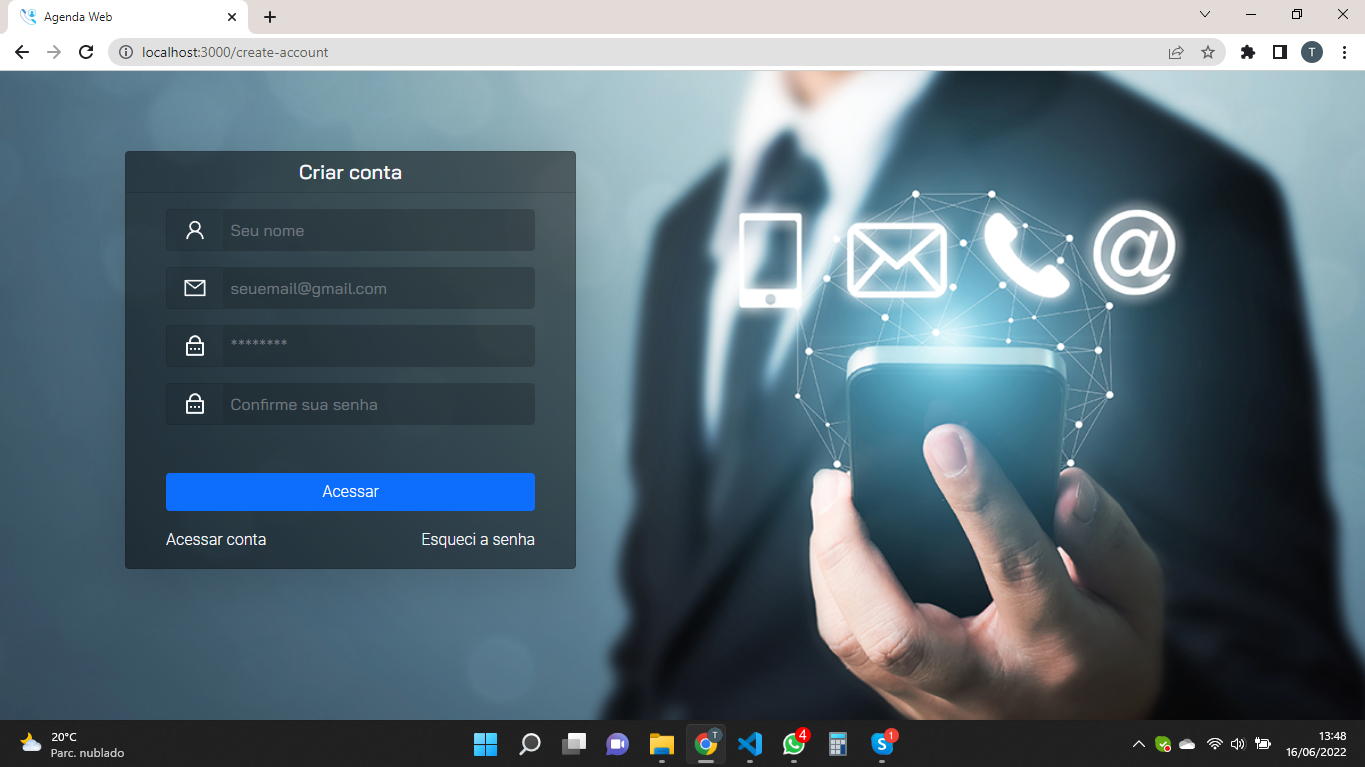 Agenda Web
localhost:3000/create-account
T
Criar conta
Seu nome
seuemail@gmail.com
********
Confirme sua senha
Acessar
Acessar conta
Esqueci a senha
@
20°C
Parc. nublado
T
4
S
1
13:48
16/06/2022